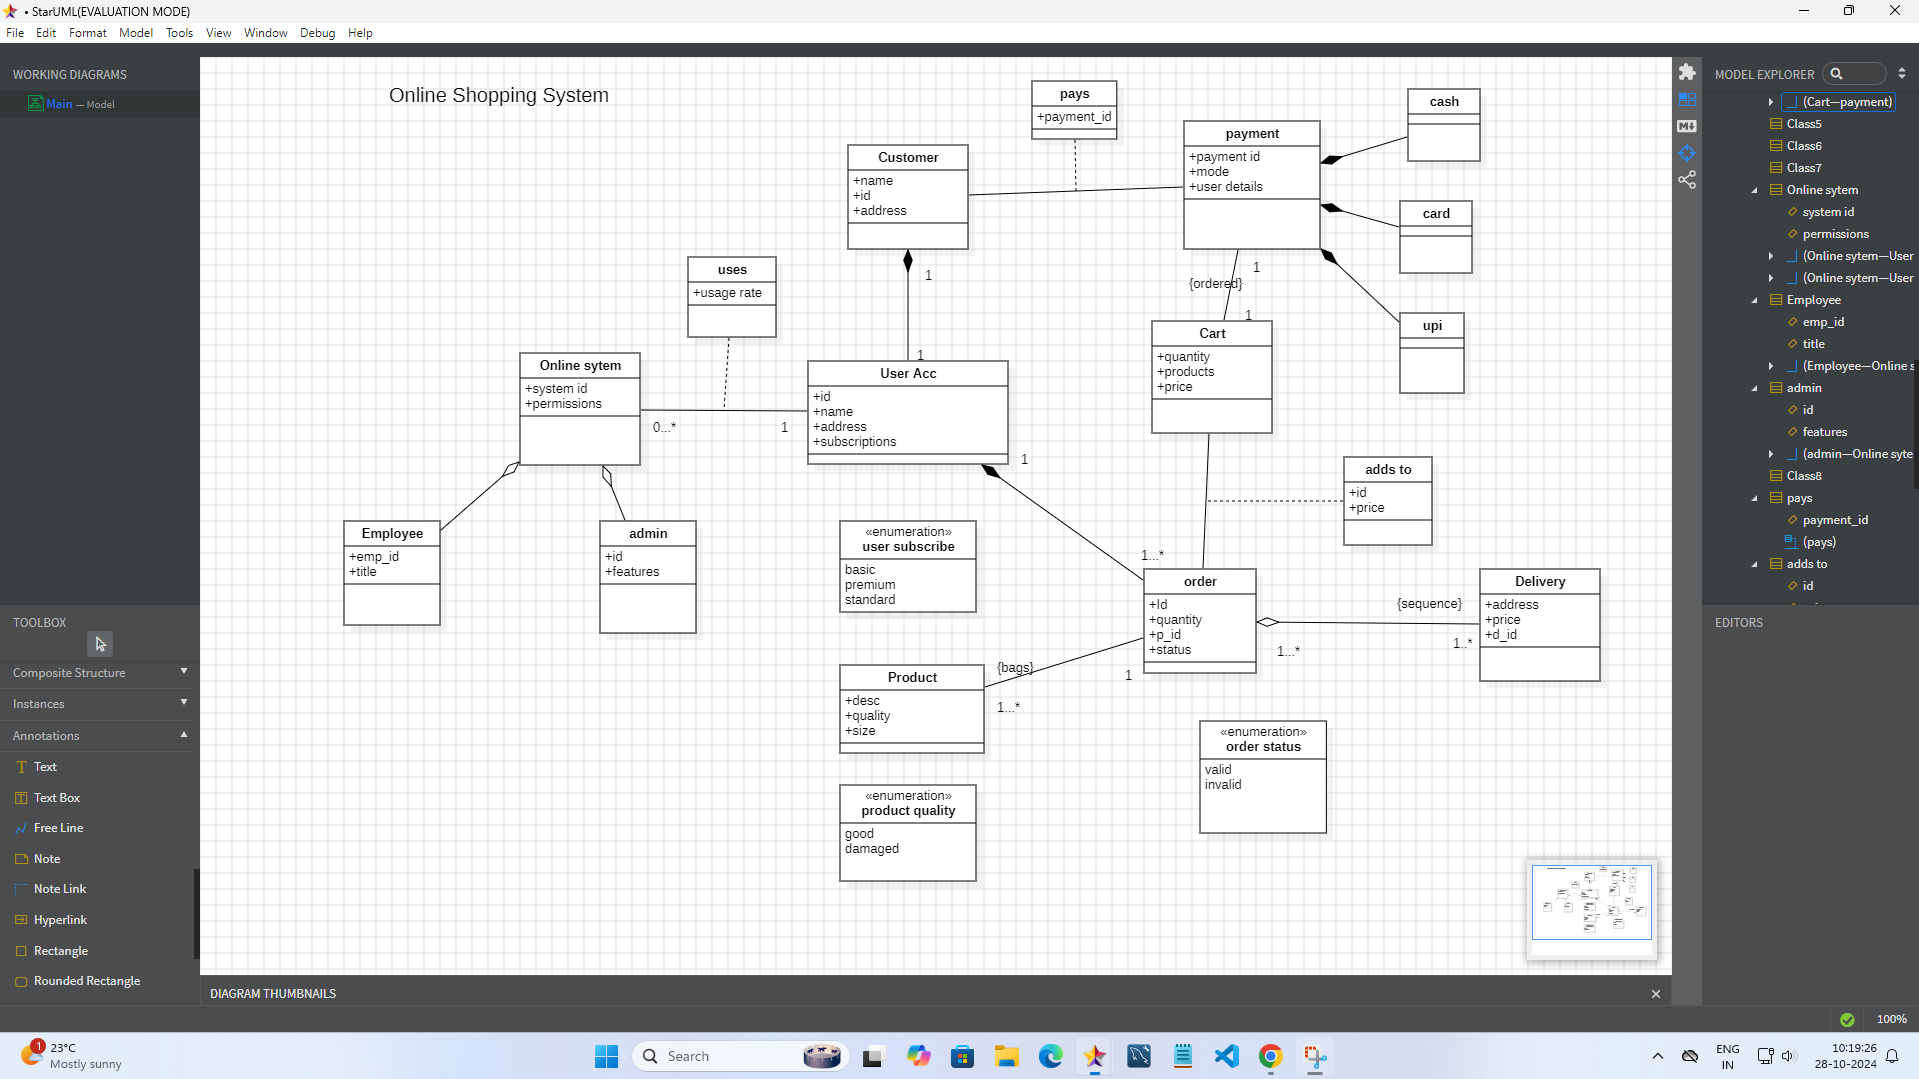 • StarUML(EVALUATION MODE)
File Edit Format Model Tools View Window Debug Help
WORKING DIAGRAMS
Main — Model
TOOLBOX
Composite Structure
Instances
Annotations
Text
Text Box
Free Line
Note
Note Link
Hyperlink
Rectangle
Rounded Rectangle
Online Shopping System
pays
+payment_id
cash
payment
+payment id
+mode
+user details
Customer
+name
+id
+address
card
1
1
{ordered}
uses
+usage rate
1
upi
Cart
+quantity
+products
+price
1
Online sytem
+system id
+permissions
User Acc
+id
+name
+address
+subscriptions
0...*
1
1
adds to
+id
+price
Employee
+emp_id
+title
admin
+id
+features
«enumeration»
user subscribe
basic
premium
standard
1...*
order
+Id
+quantity
+p_id
+status
{sequence}
1...*
1..*
Delivery
+address
+price
+d_id
Product
+desc
+quality
+size
{bags}
1
1...*
«enumeration»
order status
valid
invalid
«enumeration»
product quality
good
damaged
DIAGRAM THUMBNAILS
MODEL EXPLORER
(Cart—payment)
Class5
Class6
Class7
Online sytem
system id
permissions
(Online sytem—User
(Online sytem—User
Employee
emp_id
title
(Employee—Online s
admin
id
features
(admin—Online syte
Class8
pays
payment_id
(pays)
adds to
id
EDITORS
100%
1
23°C
Mostly sunny
Search
ENG
IN
10:19:26
28-10-2024